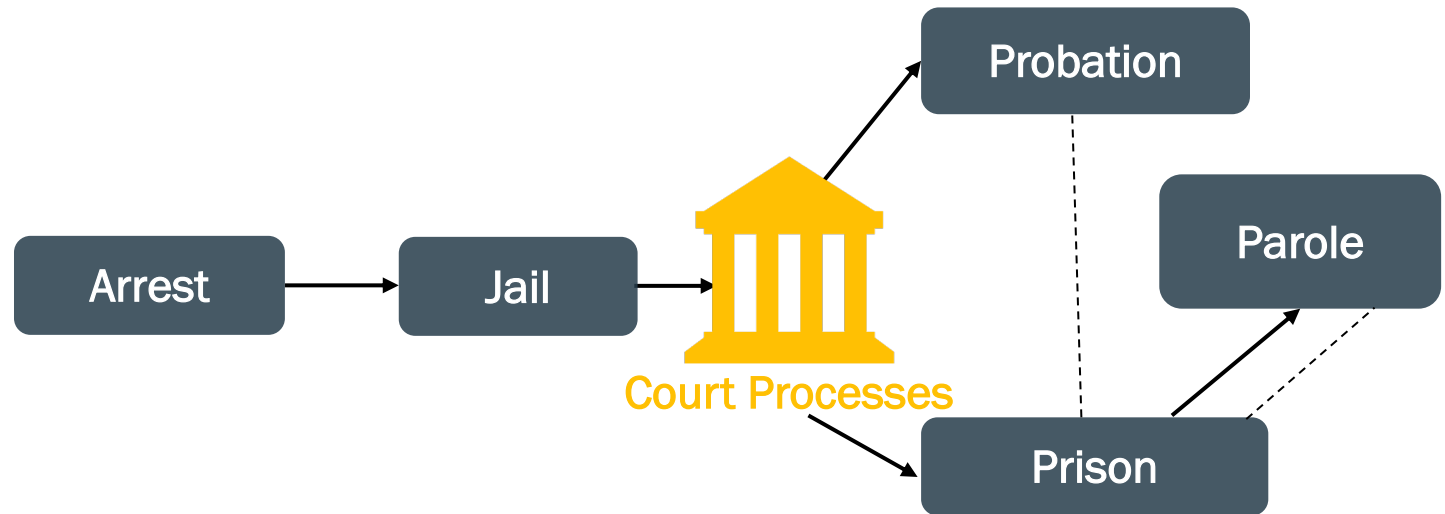 Arrest
Jail
Court Processes
Probation
Parole
Prison